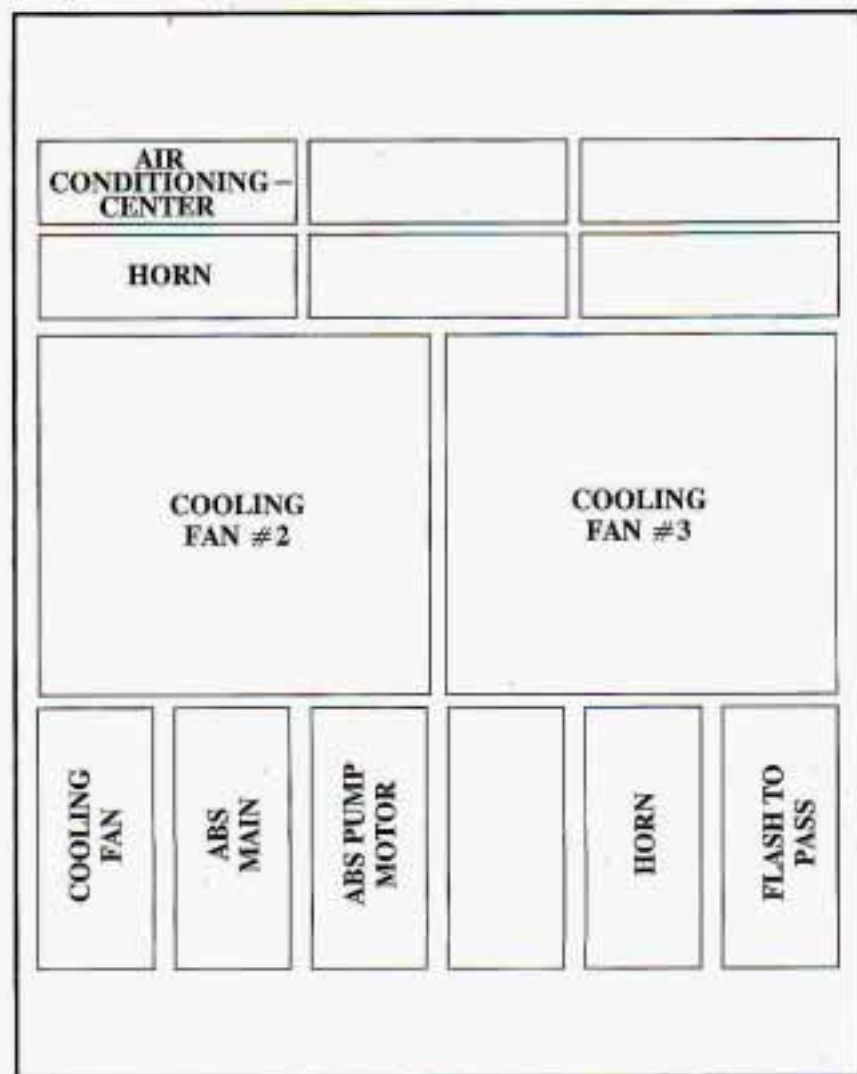 AIR
CONDITIONING –
CENTER
HORN
COOLING
FAN #2
COOLING
FAN #3
COOLING
FAN
ABS
MAIN
ABS PUMP
MOTOR
HORN
FLASH TO
PASS